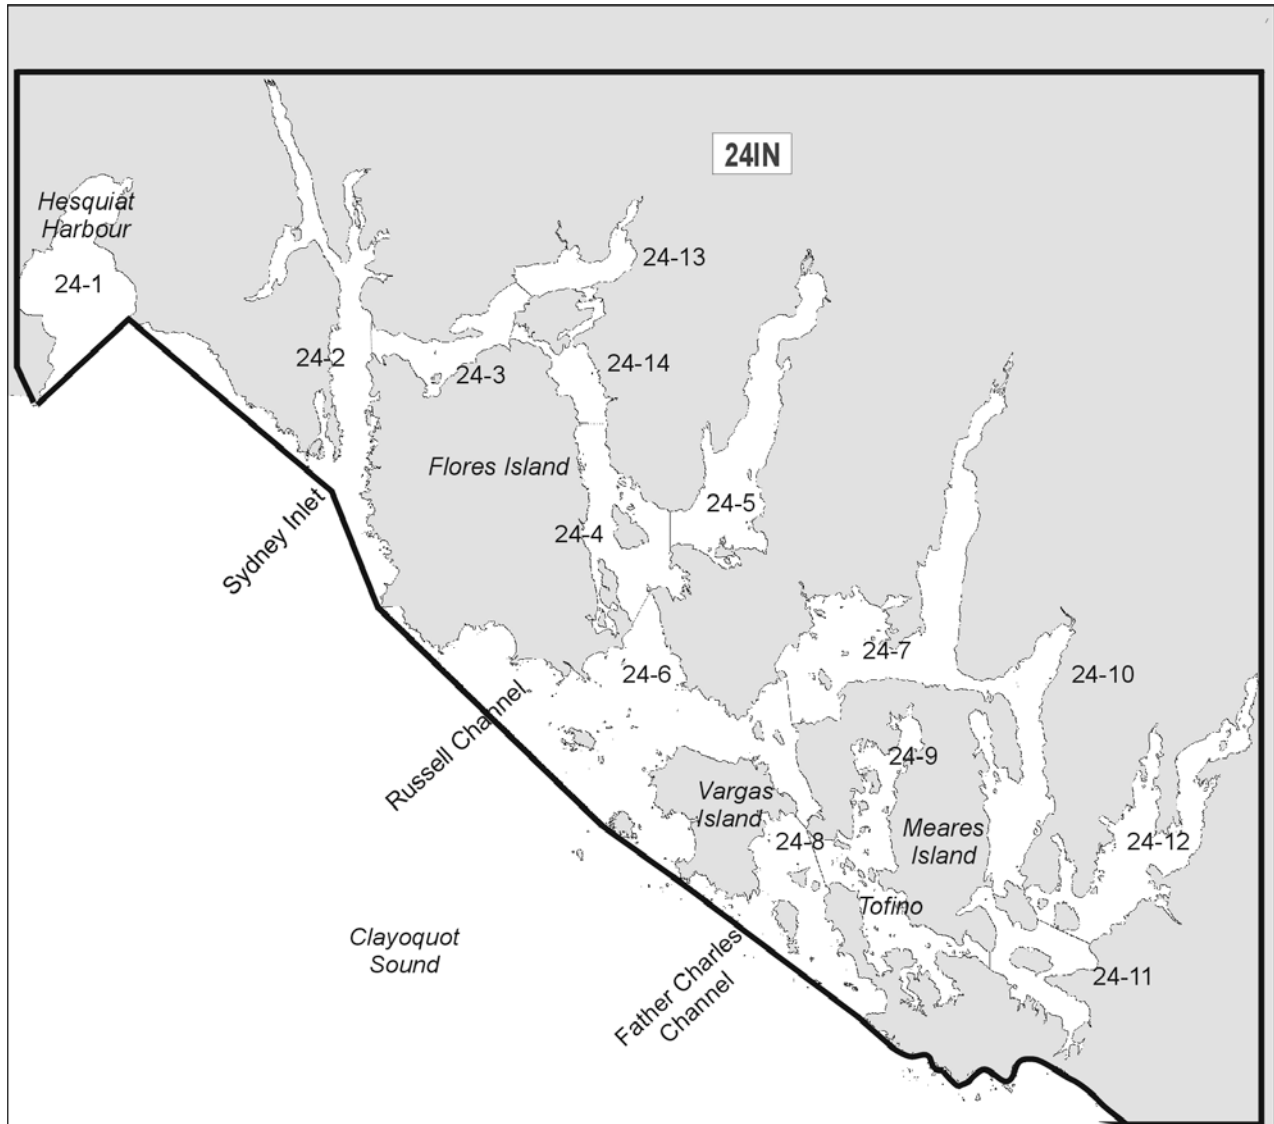 24IN
Hesquiat
Harbour
24-1
24-13
24-2
24-3
24-14
Flores Island
24-5
24-4
Sydney Inlet
24-7
24-6
24-10
Russell Channel
24-9
Vargas
Island
24-8
Meares
Island
24-12
Tofino
Clayoquot
Sound
24-11
Father Charles
Channel